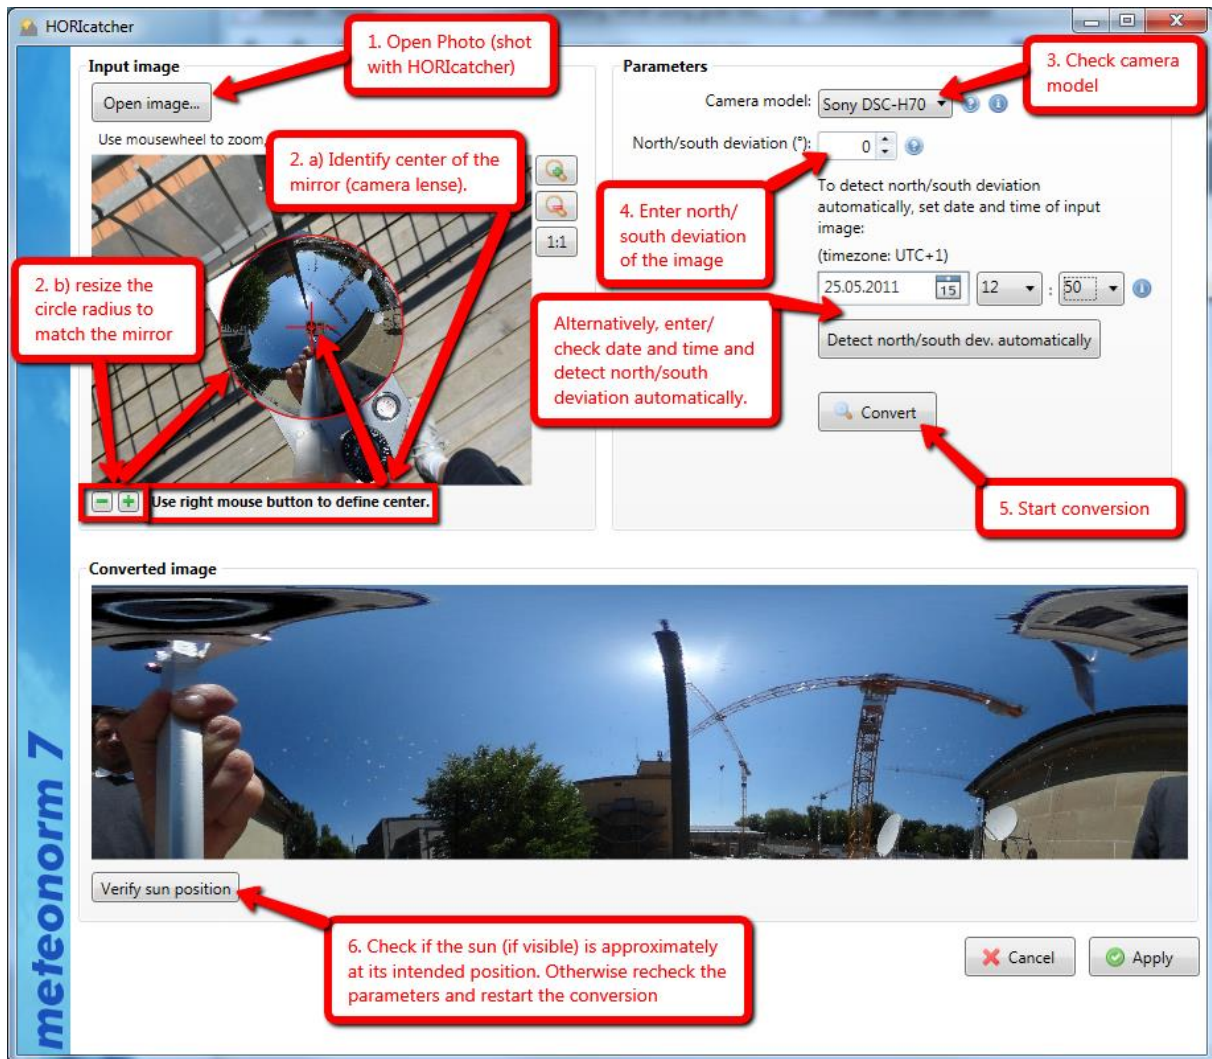 HORIcatcher
1. Open Photo (shot
with HORIcatcher)
Input image
Open image...
Use mousewheel to zoom,
2. a) Identify center of the
mirror (camera lense).
1:1
2. b) resize the
circle radius to
match the mirror
Use right mouse button to define center.
Parameters
3. Check camera
model
Camera model:
Sony DSC-H70
North/south deviation (°):
0
4. Enter north/
south deviation
of the image
To detect north/south deviation
automatically, set date and time of input
image:
(timezone: UTC+1)
25.05.2011
15
12
:
50
Alternatively, enter/
check date and time and
detect north/south
deviation automatically.
Detect north/south dev. automatically
Convert
5. Start conversion
Converted image
Verify sun position
6. Check if the sun (if visible) is approximately
at its intended position. Otherwise recheck the
parameters and restart the conversion
Cancel
Apply
meteonorm 7